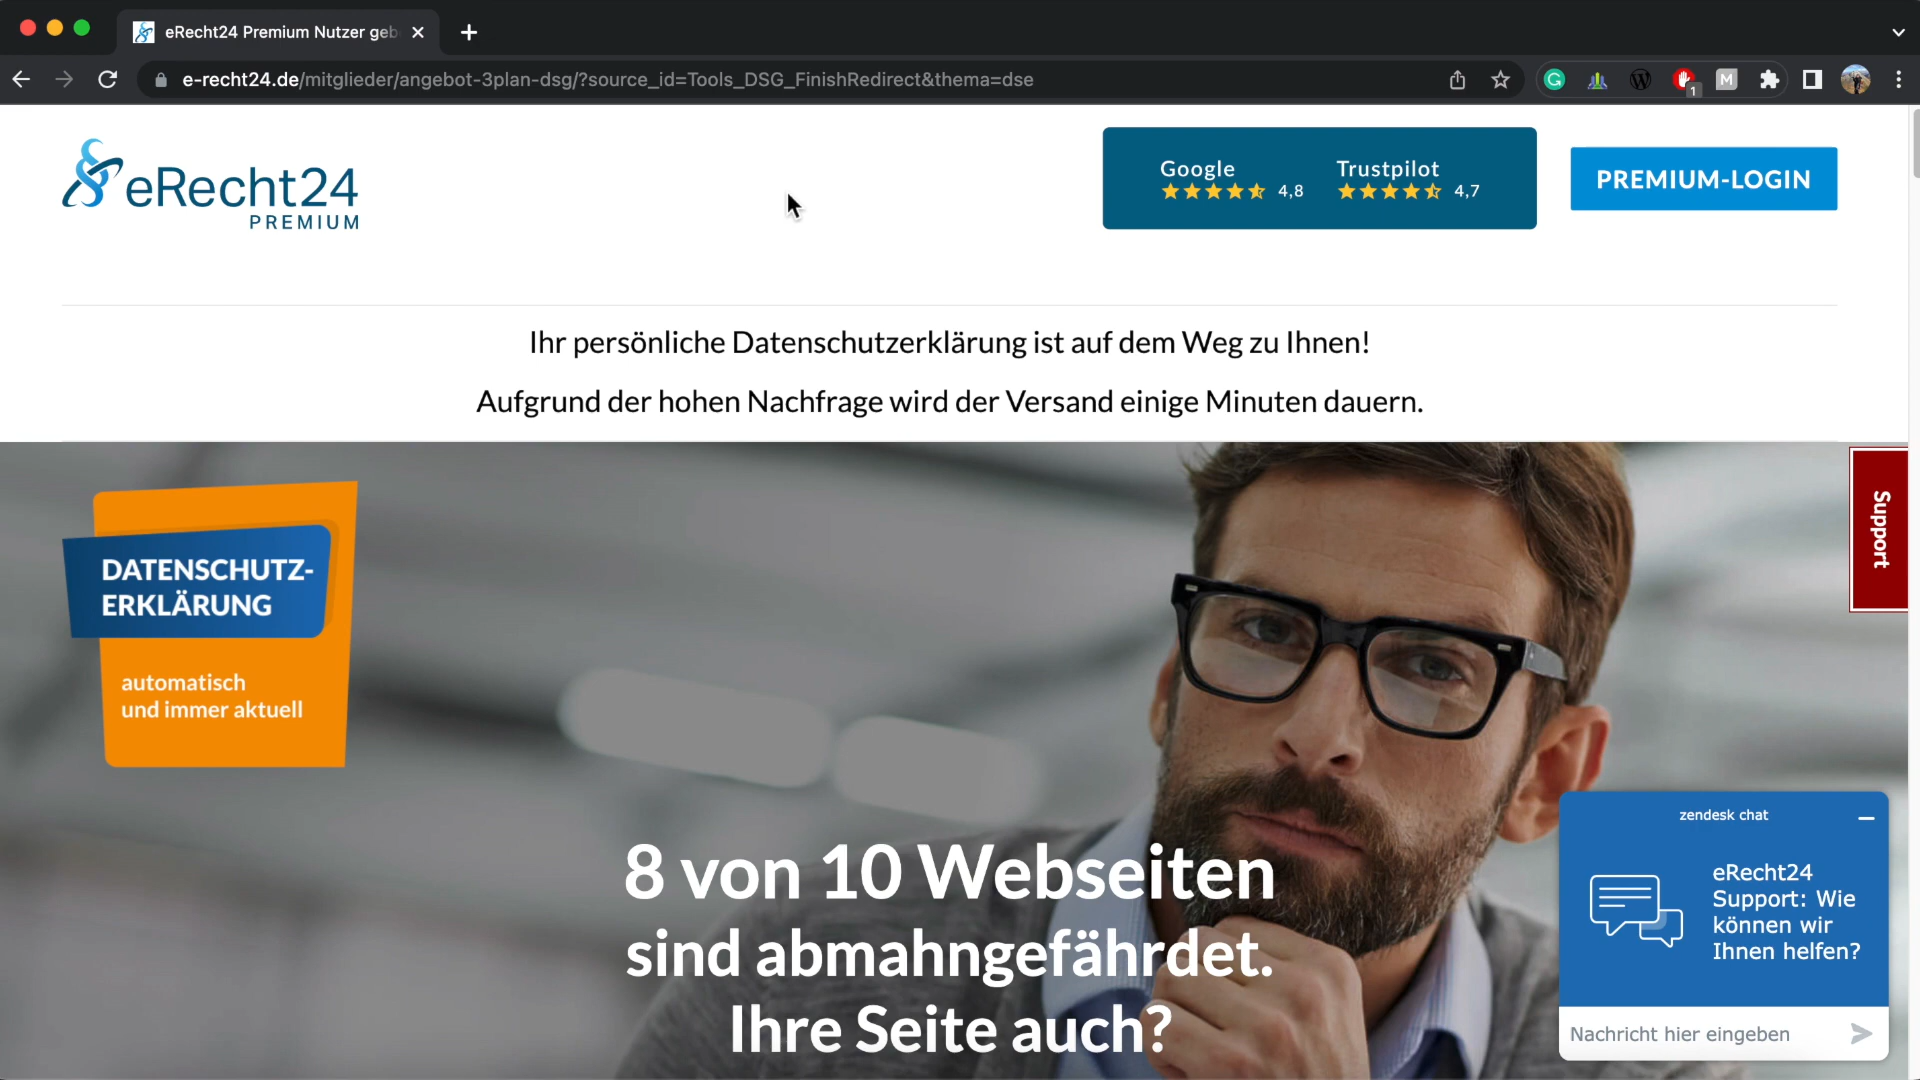 eRecht24 Premium Nutzer geb
e-recht24.de/mitglieder/angebot-3plan-dsg/?source_id=Tools_DSG_FinishRedirect&thema=dse
1
M
eRecht24
PREMIUM
Google
4,8
Trustpilot
4,7
PREMIUM-LOGIN
Ihr persönliche Datenschutzerklärung ist auf dem Weg zu Ihnen!
Aufgrund der hohen Nachfrage wird der Versand einige Minuten dauern.
DATENSCHUTZ-
ERKLÄRUNG
automatisch
und immer aktuell
Support
8 von 10 Webseiten
sind abmahngefährdet.
Ihre Seite auch?
zendesk chat
eRecht24
Support: Wie
können wir
Ihnen helfen?
Nachricht hier eingeben